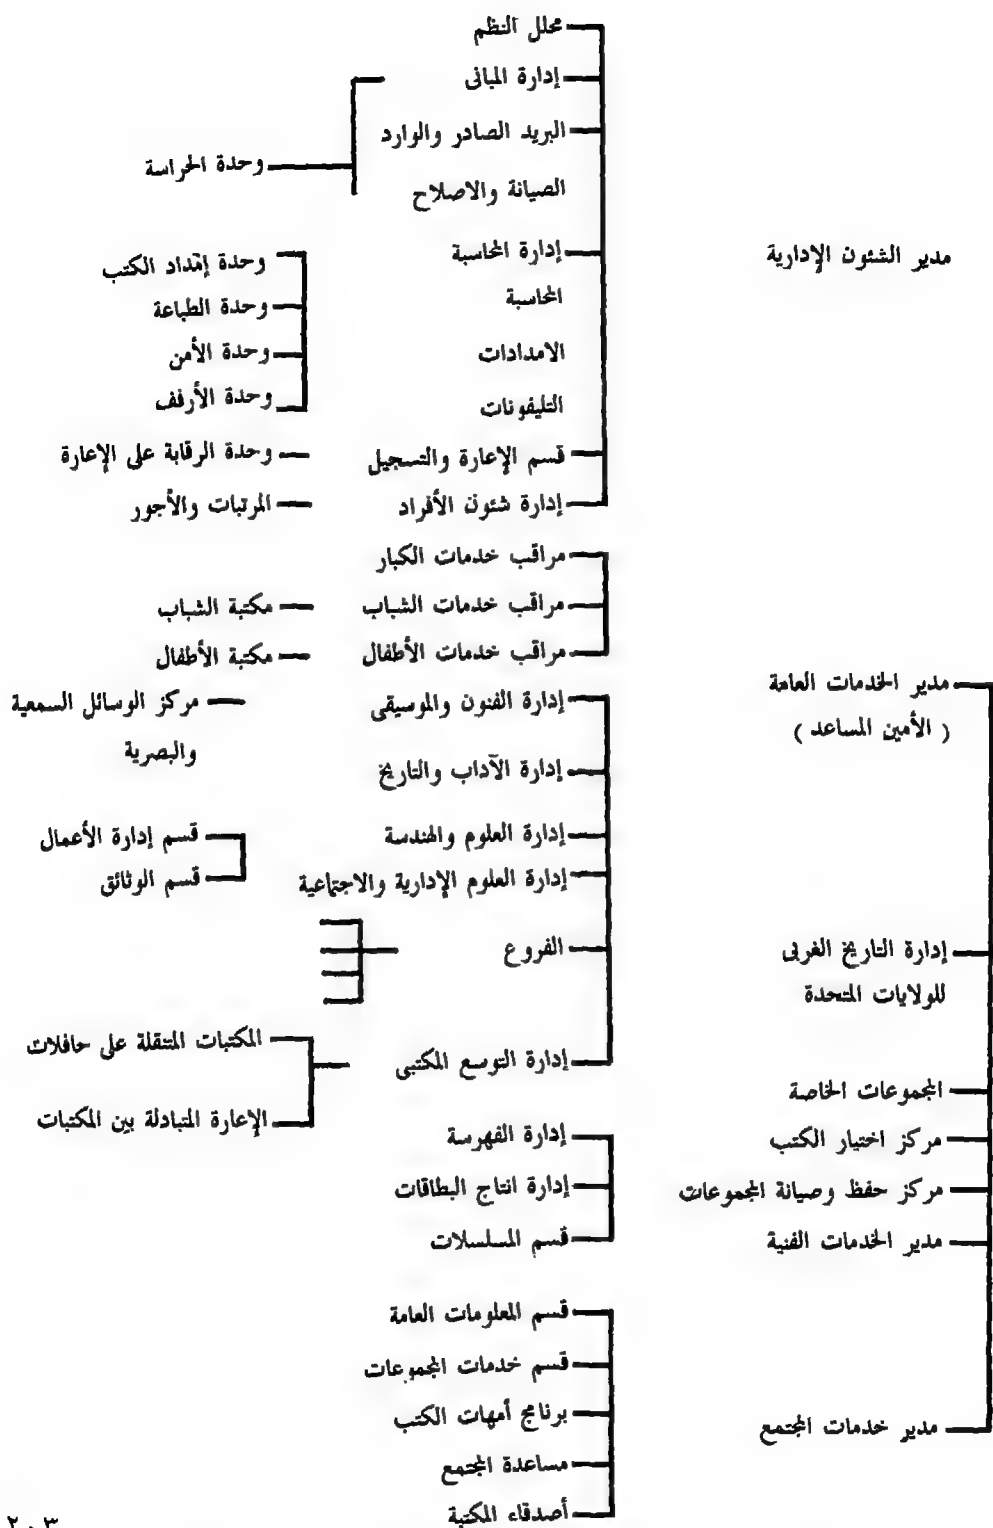 مدير الشئون الإدارية
محلل النظم
إدارة المبانى
البريد الصادر والوارد
الصيانة والاصلاح
وحدة الحراسة
إدارة المحاسبة
المحاسبة
الامدادات
التليفونات
وحدة إمداد الكتب
وحدة الطباعة
وحدة الأمن
وحدة الأرفف
قسم الإعارة والتسجيل
وحدة الرقابة على الإعارة
إدارة شئون الأفراد
المرتبات والأجور
مدير الخدمات العامة
( الأمين المساعد )
مراقب خدمات الكبار
مراقب خدمات الشباب
مكتبة الشباب
مراقب خدمات الأطفال
مكتبة الأطفال
إدارة الفنون والموسيقى
مركز الوسائل السمعية
والبصرية
إدارة الآداب والتاريخ
إدارة العلوم والهندسة
إدارة العلوم الإدارية والاجتماعية
قسم إدارة الأعمال
قسم الوثائق
الفروع
إدارة التوسع المكتبى
المكتبات المتنقلة على حافلات
الإعارة المتبادلة بين المكتبات
إدارة التاريخ الغربى
للولايات المتحدة
المجموعات الخاصة
مركز اختيار الكتب
مركز حفظ وصيانة المجموعات
مدير الخدمات الفنية
إدارة الفهرسة
إدارة انتاج البطاقات
قسم المسلسلات
مدير خدمات المجتمع
قسم المعلومات العامة
قسم خدمات المجموعات
برنامج أمهات الكتب
مساعدة المجتمع
أصدقاء المكتبة
٢٠٣